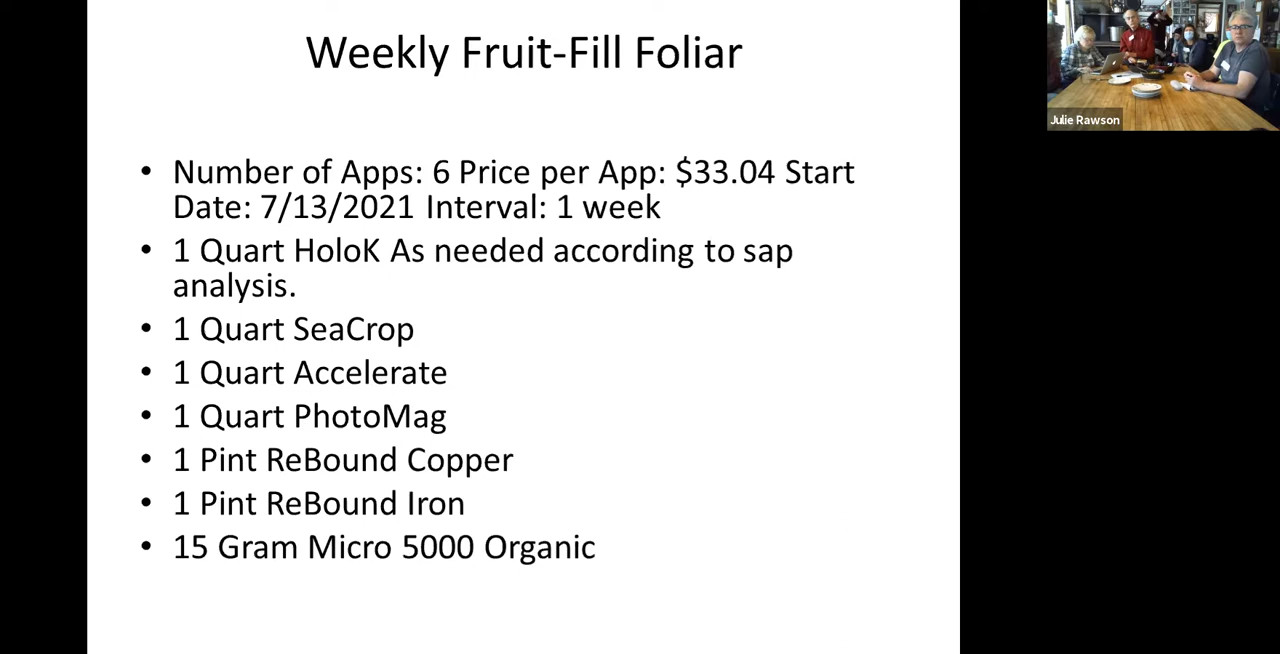 Weekly Fruit-Fill Foliar
• Number of Apps: 6 Price per App: $33.04 Start
Date: 7/13/2021 Interval: 1 week
• 1 Quart HoloK As needed according to sap
analysis.
• 1 Quart SeaCrop
• 1 Quart Accelerate
• 1 Quart PhotoMag
• 1 Pint ReBound Copper
• 1 Pint ReBound Iron
• 15 Gram Micro 5000 Organic
Julie Rawson